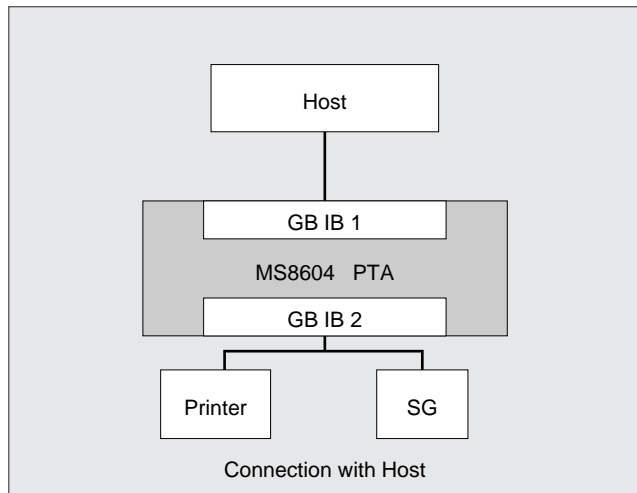 Host
GB IB 1
MS8604 PTA
GB IB 2
Printer
SG
Connection with Host